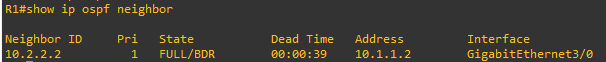 R1#show ip ospf neighbor
Neighbor ID     Pri   State           Dead Time   Address         Interface
10.2.2.2          1   FULL/BDR        00:00:39    10.1.1.2        GigabitEthernet3/0